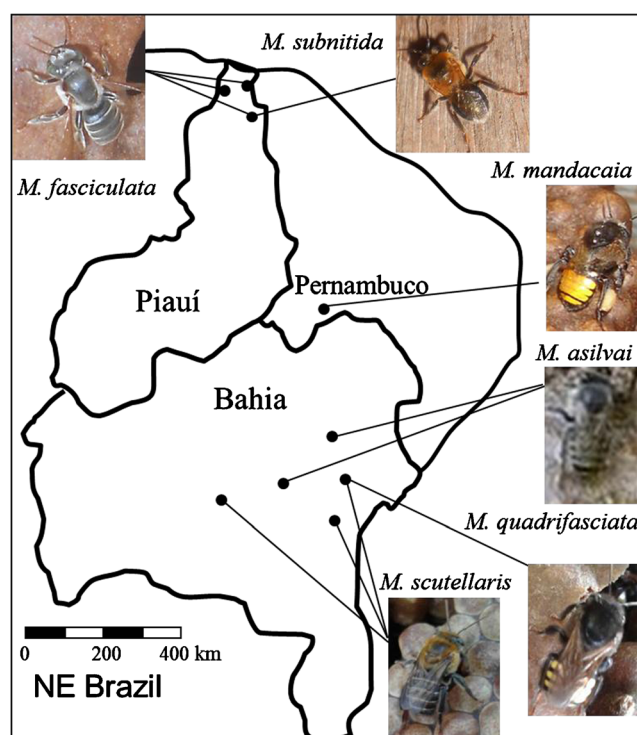 M. subnitida
M. fasciculata
M. mandacaia
Pernambuco
Piauí
M. asilvai
Bahia
M. quadrifasciata
M. scutellaris
0 200 400 km
NE Brazil